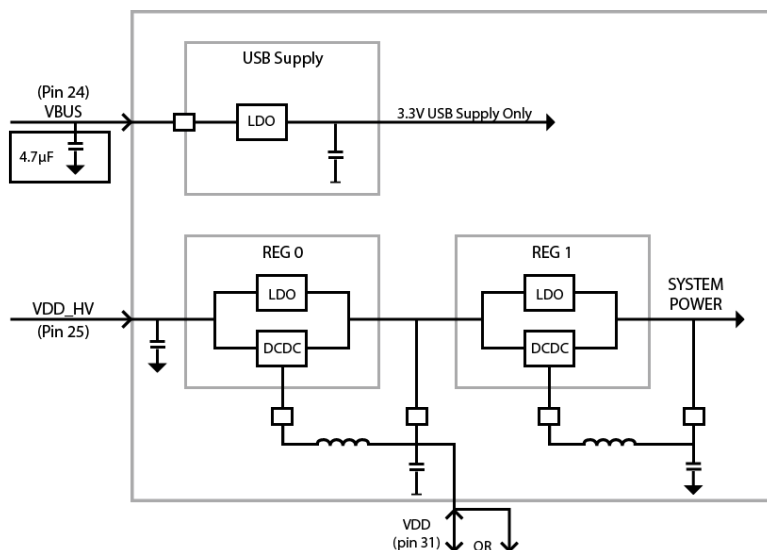 USB Supply
(Pin 24)
VBUS
LDO
3.3V USB Supply Only
4.7µF
REG 0
REG 1
LDO
LDO
SYSTEM
POWER
VDD_HV
(Pin 25)
DCDC
DCDC
VDD
(pin 31)
OR